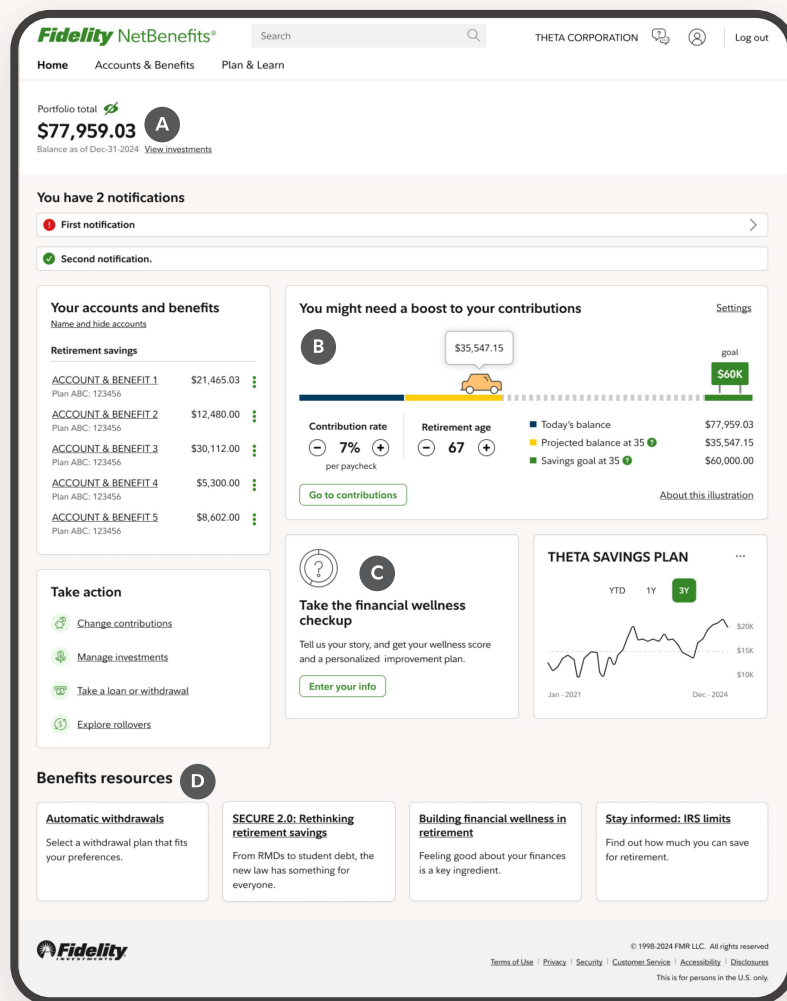 Fidelity NetBenefits®
Search
THETA CORPORATION
Log out
Home
Accounts & Benefits
Plan & Learn
Portfolio total
$77,959.03
A
Balance as of Dec-31-2024 View investments
You have 2 notifications
First notification
Second notification.
Your accounts and benefits
Name and hide accounts
Retirement savings
ACCOUNT & BENEFIT 1 $21,465.03
Plan ABC: 123456
ACCOUNT & BENEFIT 2 $12,480.00
Plan ABC: 123456
ACCOUNT & BENEFIT 3 $30,112.00
Plan ABC: 123456
ACCOUNT & BENEFIT 4 $5,300.00
Plan ABC: 123456
ACCOUNT & BENEFIT 5 $8,602.00
Plan ABC: 123456
You might need a boost to your contributions
Settings
B
$35,547.15
goal
$60K
Contribution rate
7%
per paycheck
Retirement age
67
Today's balance $77,959.03
Projected balance at 35 $35,547.15
Savings goal at 35 $60,000.00
Go to contributions
About this illustration
Take action
Change contributions
Manage investments
Take a loan or withdrawal
Explore rollovers
C
Take the financial wellness
checkup
Tell us your story, and get your wellness score
and a personalized improvement plan.
Enter your info
THETA SAVINGS PLAN
YTD 1Y 3Y
$20K
$15K
$10K
Jan - 2021
Dec - 2024
Benefits resources
D
Automatic withdrawals
Select a withdrawal plan that fits
your preferences.
SECURE 2.0: Rethinking
retirement savings
From RMDs to student debt, the
new law has something for
everyone.
Building financial wellness in
retirement
Feeling good about your finances
is a key ingredient.
Stay informed: IRS limits
Find out how much you can save
for retirement.
Fidelity
INVESTMENTS
© 1998-2024 FMR LLC. All rights reserved
Terms of Use | Privacy | Security | Customer Service | Accessibility | Disclosures
This is for persons in the U.S. only.